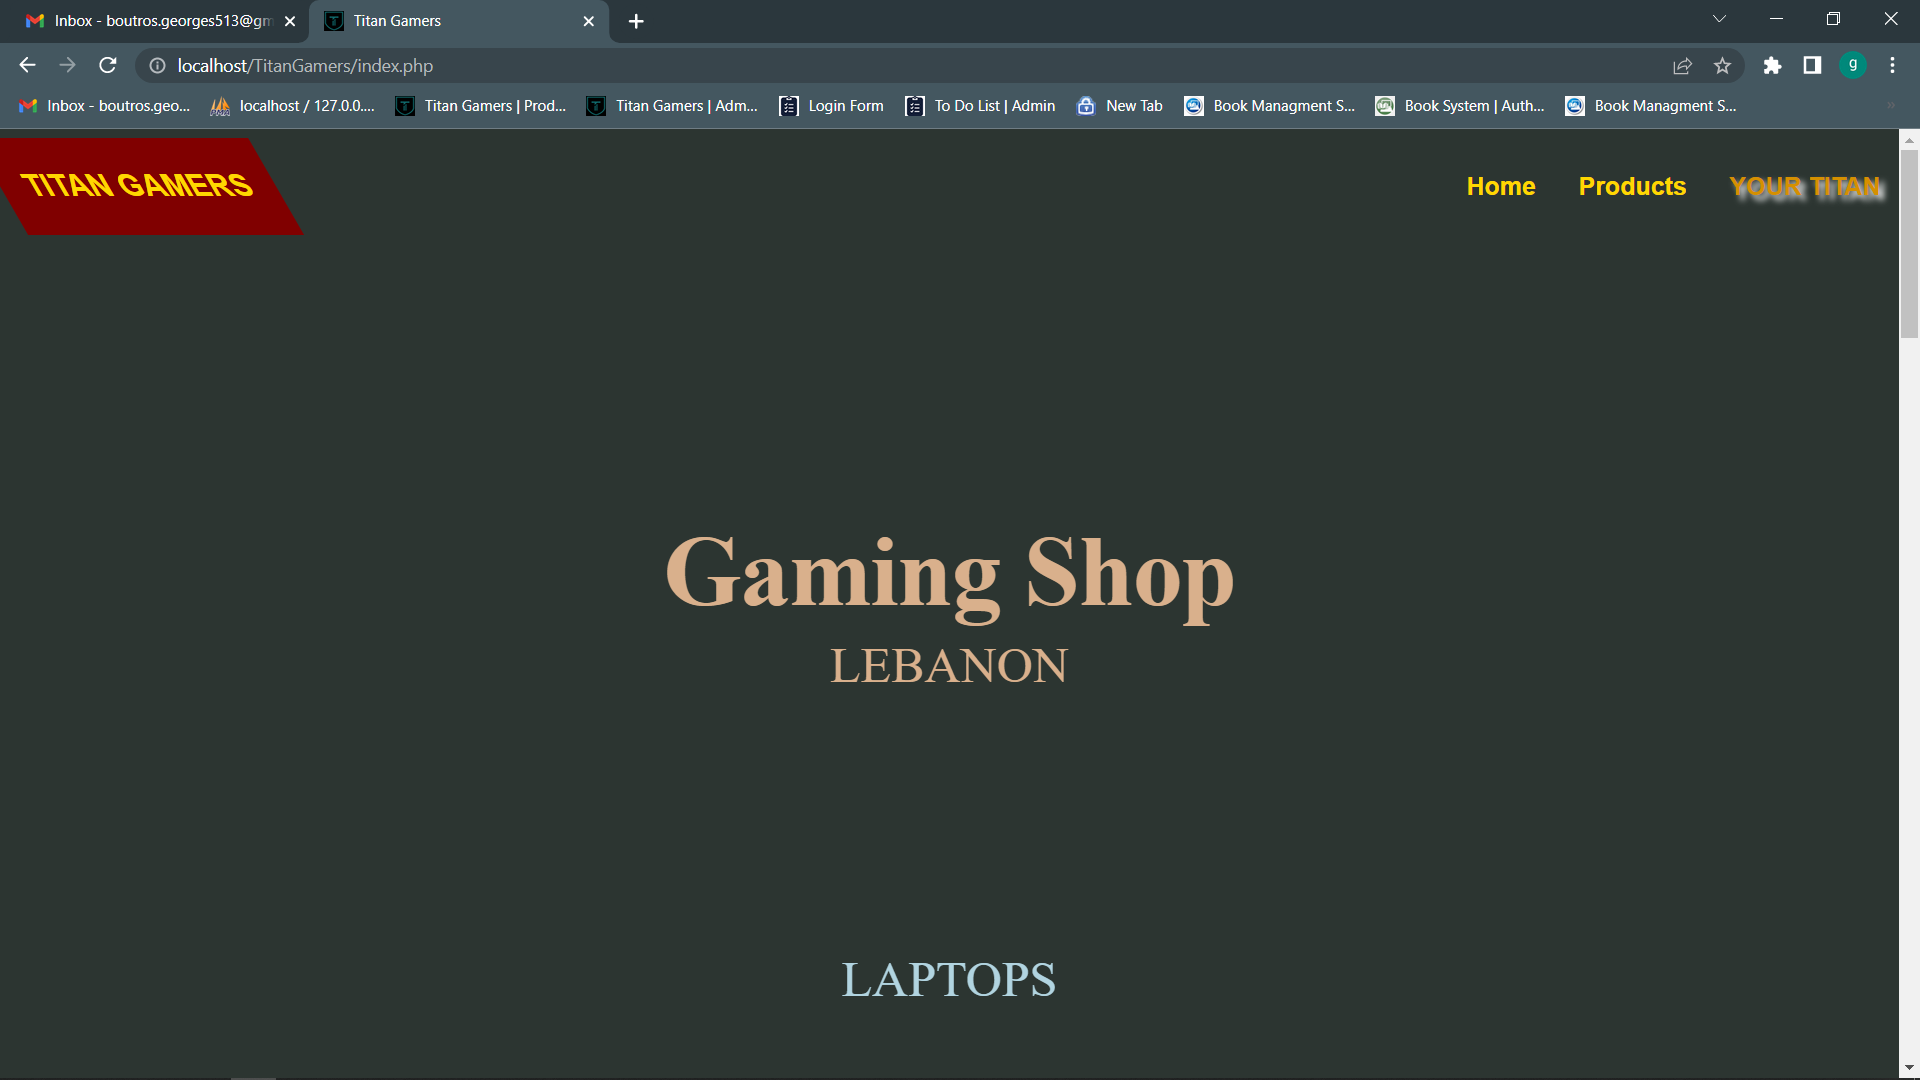 Inbox - boutros.georges513@gm
Titan Gamers
localhost/TitanGamers/index.php
g
Inbox - boutros.geo...
localhost / 127.0.0....
Titan Gamers | Prod...
Titan Gamers | Adm...
Login Form
To Do List | Admin
New Tab
Book Managment S...
Book System | Auth...
Book Managment S...
TITAN GAMERS
Home
Products
YOUR TITAN
Gaming Shop
LEBANON
LAPTOPS